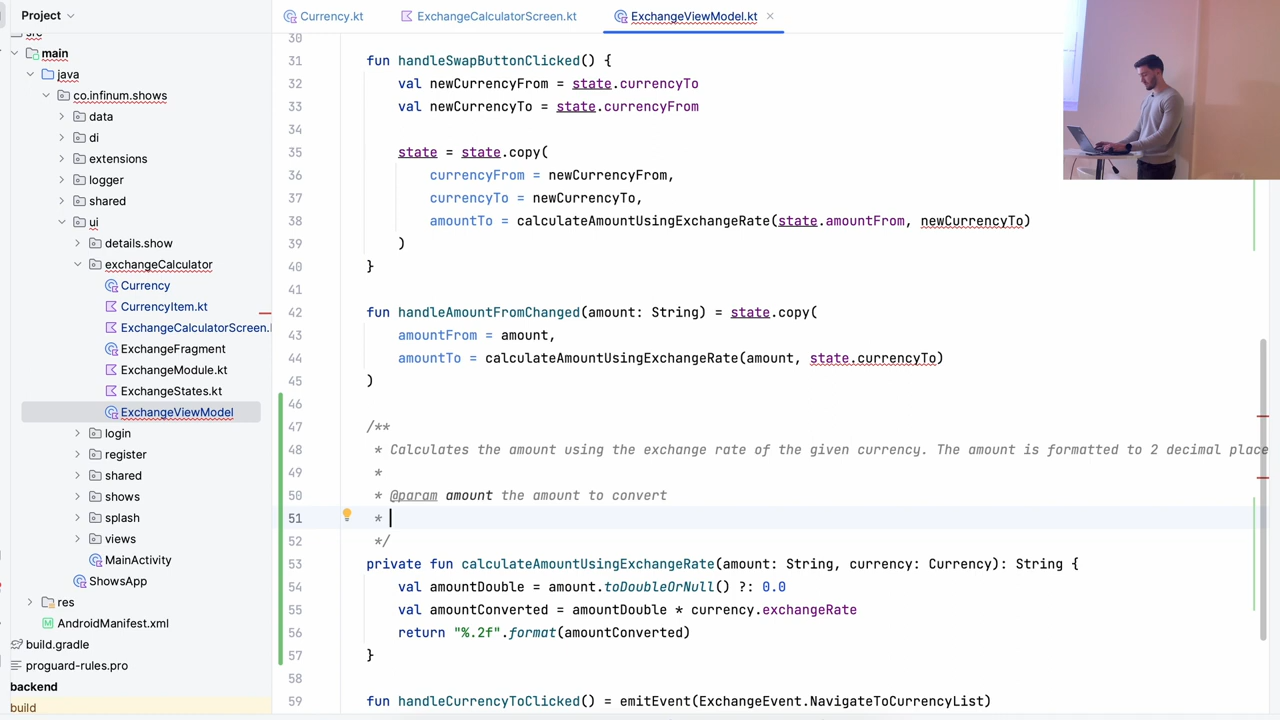 Project
Currency.kt
ExchangeCalculatorScreen.kt
ExchangeViewModel.kt
src
main
java
co.infinum.shows
data
di
extensions
logger
shared
ui
details.show
exchangeCalculator
Currency
CurrencyItem.kt
ExchangeCalculatorScreen.
ExchangeFragment
ExchangeModule.kt
ExchangeStates.kt
ExchangeViewModel
login
register
shared
shows
splash
views
MainActivity
ShowsApp
res
AndroidManifest.xml
build.gradle
proguard-rules.pro
backend
build
30
31 fun handleSwapButtonClicked() {
32 val newCurrencyFrom = state.currencyTo
33 val newCurrencyTo = state.currencyFrom
34
35 state = state.copy(
36 currencyFrom = newCurrencyFrom,
37 currencyTo = newCurrencyTo,
38 amountTo = calculateAmountUsingExchangeRate(state.amountFrom, newCurrencyTo)
39 )
40 }
41
42 fun handleAmountFromChanged(amount: String) = state.copy(
43 amountFrom = amount,
44 amountTo = calculateAmountUsingExchangeRate(amount, state.currencyTo)
45 )
46
47 /**
48 * Calculates the amount using the exchange rate of the given currency. The amount is formatted to 2 decimal place
49 *
50 * @param amount the amount to convert
51 *
52 */
53 private fun calculateAmountUsingExchangeRate(amount: String, currency: Currency): String {
54 val amountDouble = amount.toDoubleOrNull() ?: 0.0
55 val amountConverted = amountDouble * currency.exchangeRate
56 return "%.2f".format(amountConverted)
57 }
58
59 fun handleCurrencyToClicked() = emitEvent(ExchangeEvent.NavigateToCurrencyList)